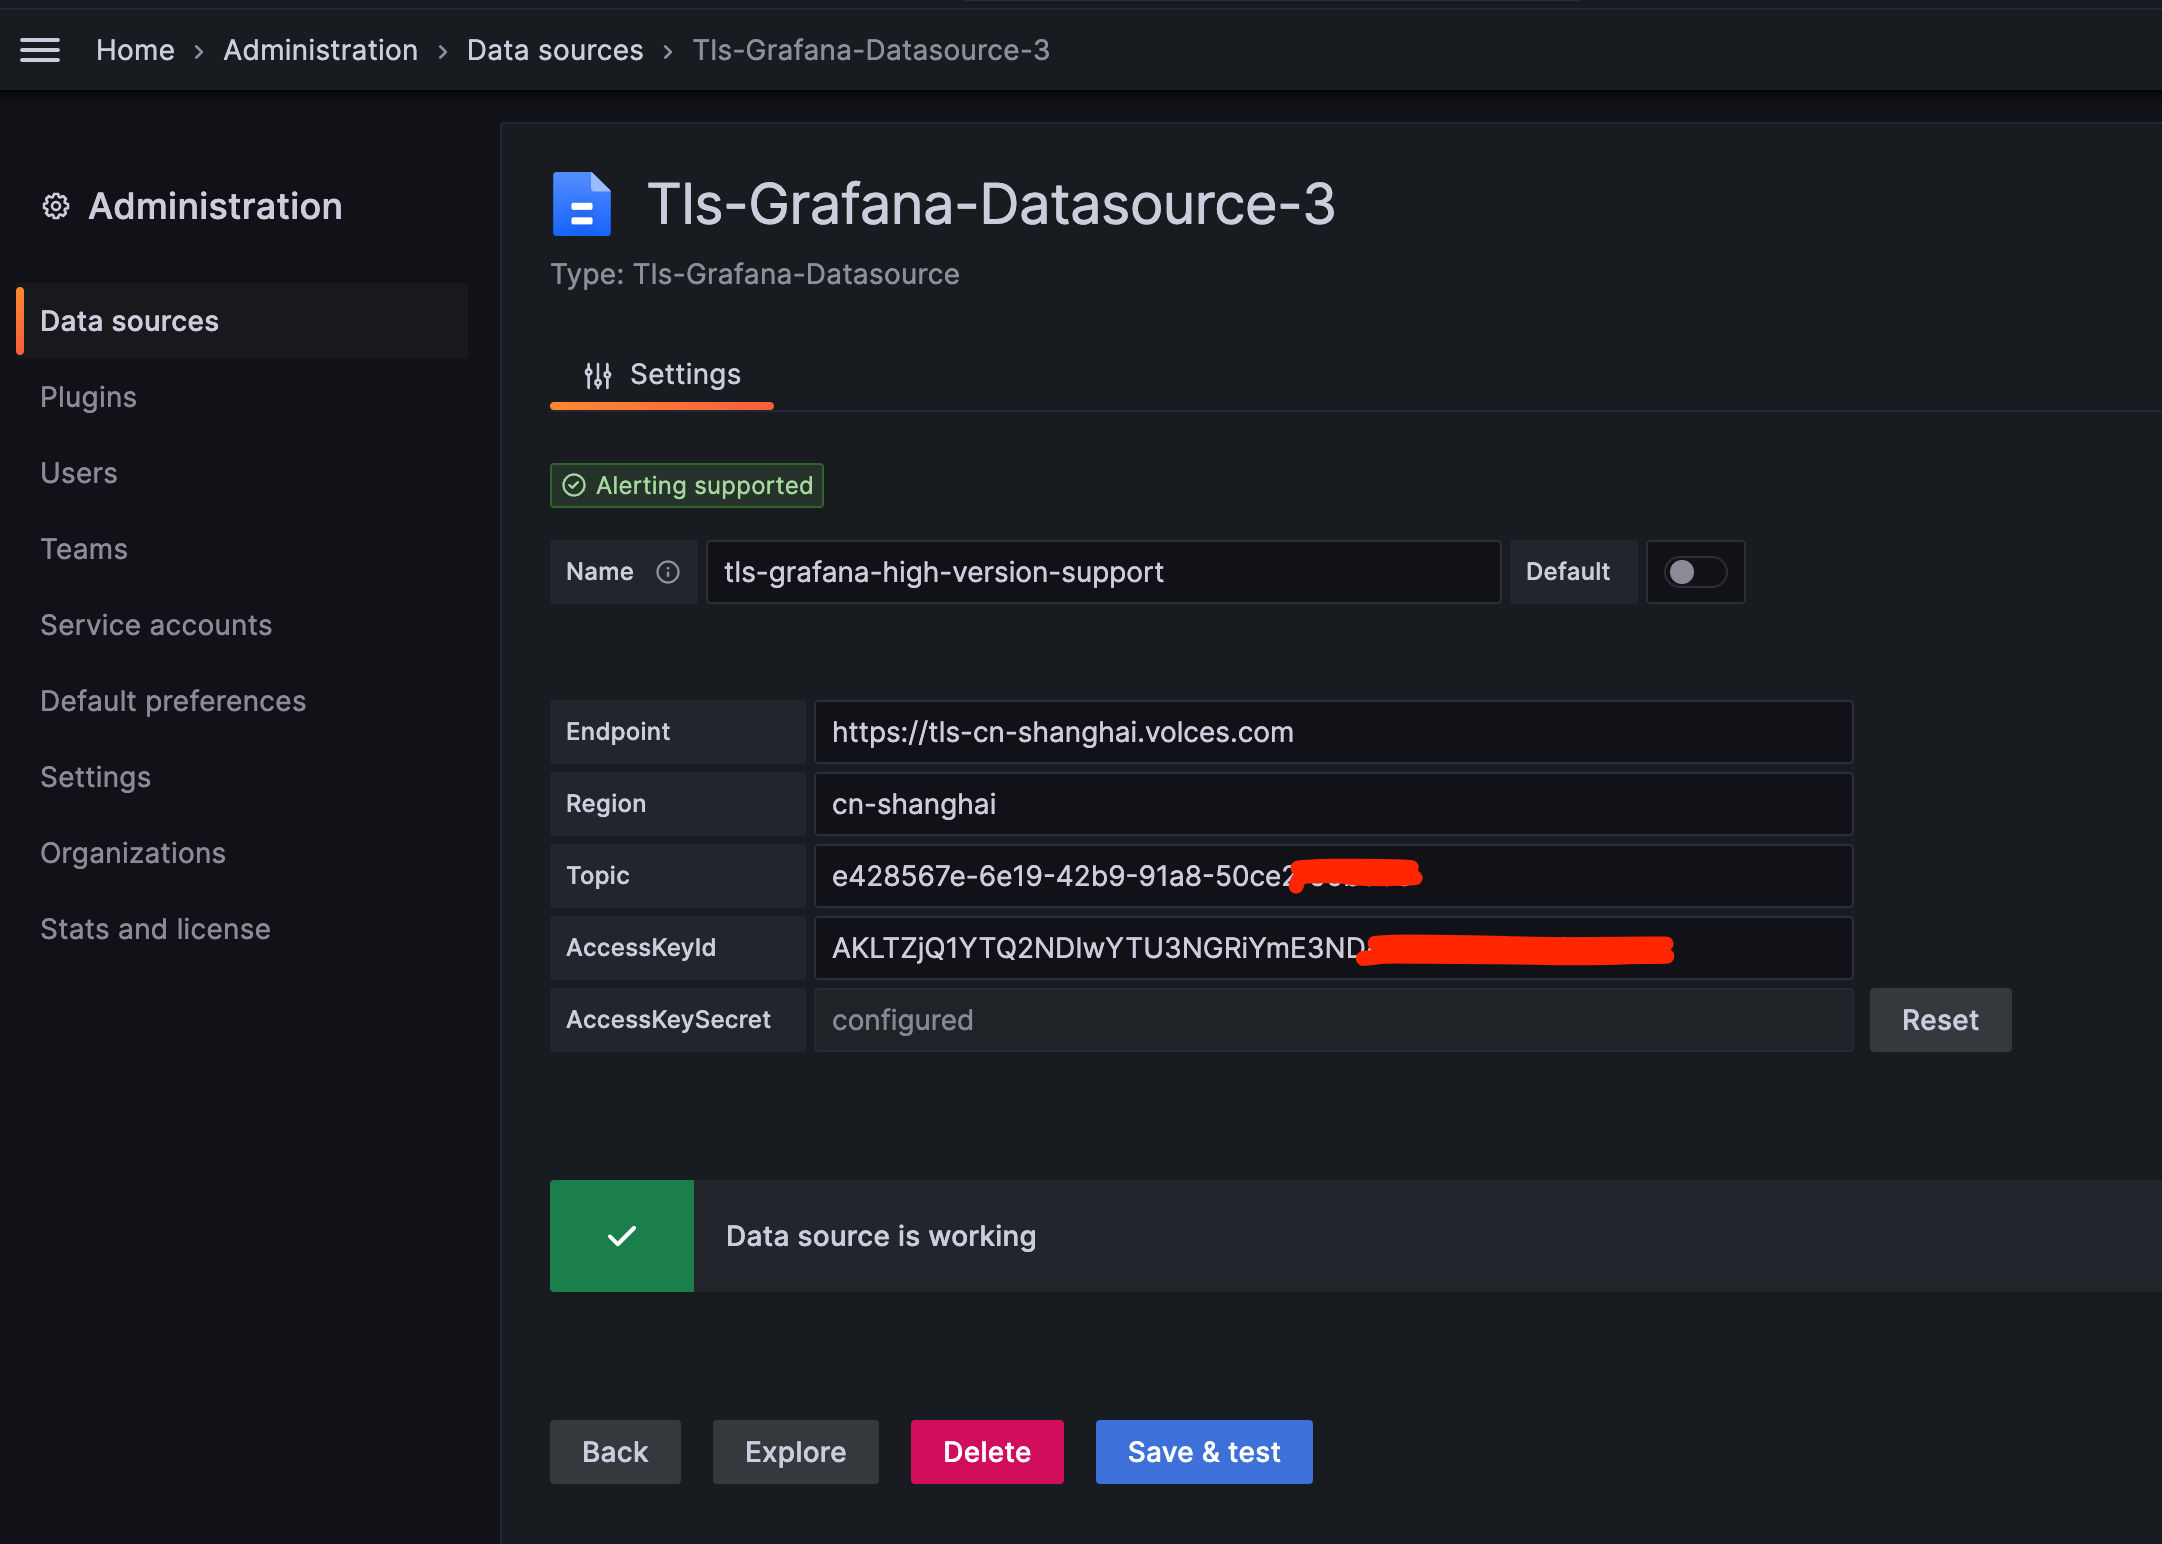 Home › Administration › Data sources › Tls-Grafana-Datasource-3
Administration
Data sources
Plugins
Users
Teams
Service accounts
Default preferences
Settings
Organizations
Stats and license
Tls-Grafana-Datasource-3
Type: Tls-Grafana-Datasource
Settings
Alerting supported
Name tls-grafana-high-version-support Default
Endpoint https://tls-cn-shanghai.volces.com
Region cn-shanghai
Topic e428567e-6e19-42b9-91a8-50ce2
AccessKeyId AKLTZjQ1YTQ2NDIwYTU3NGRiYmE3ND
AccessKeySecret configured Reset
Data source is working
Back Explore Delete Save & test